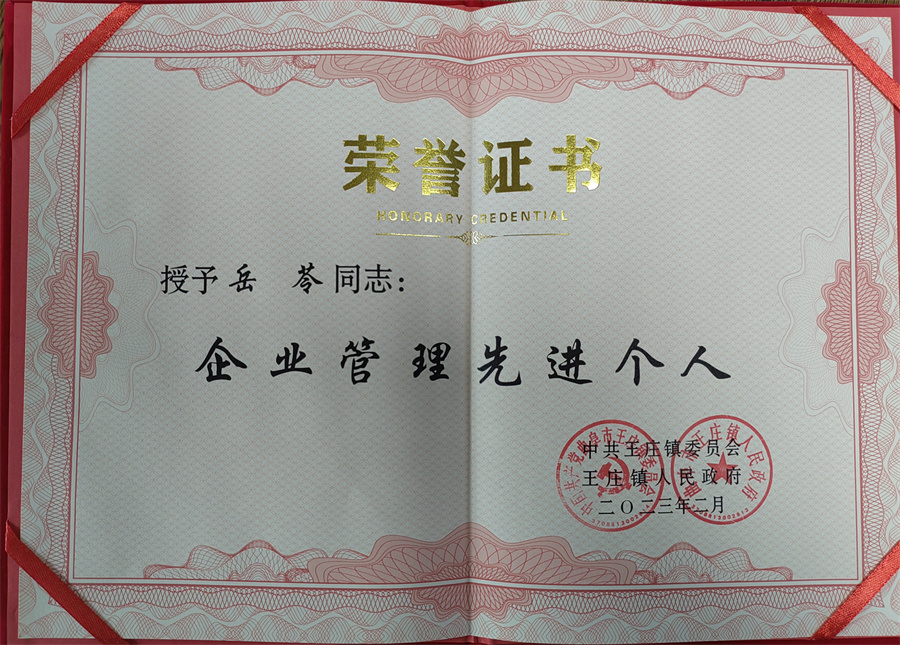 荣誉证书
HONORARY CREDENTIAL
授予岳 苓同志：
企业管理先进个人
中共王庄镇委员会
王庄镇人民政府
二〇二三年二月